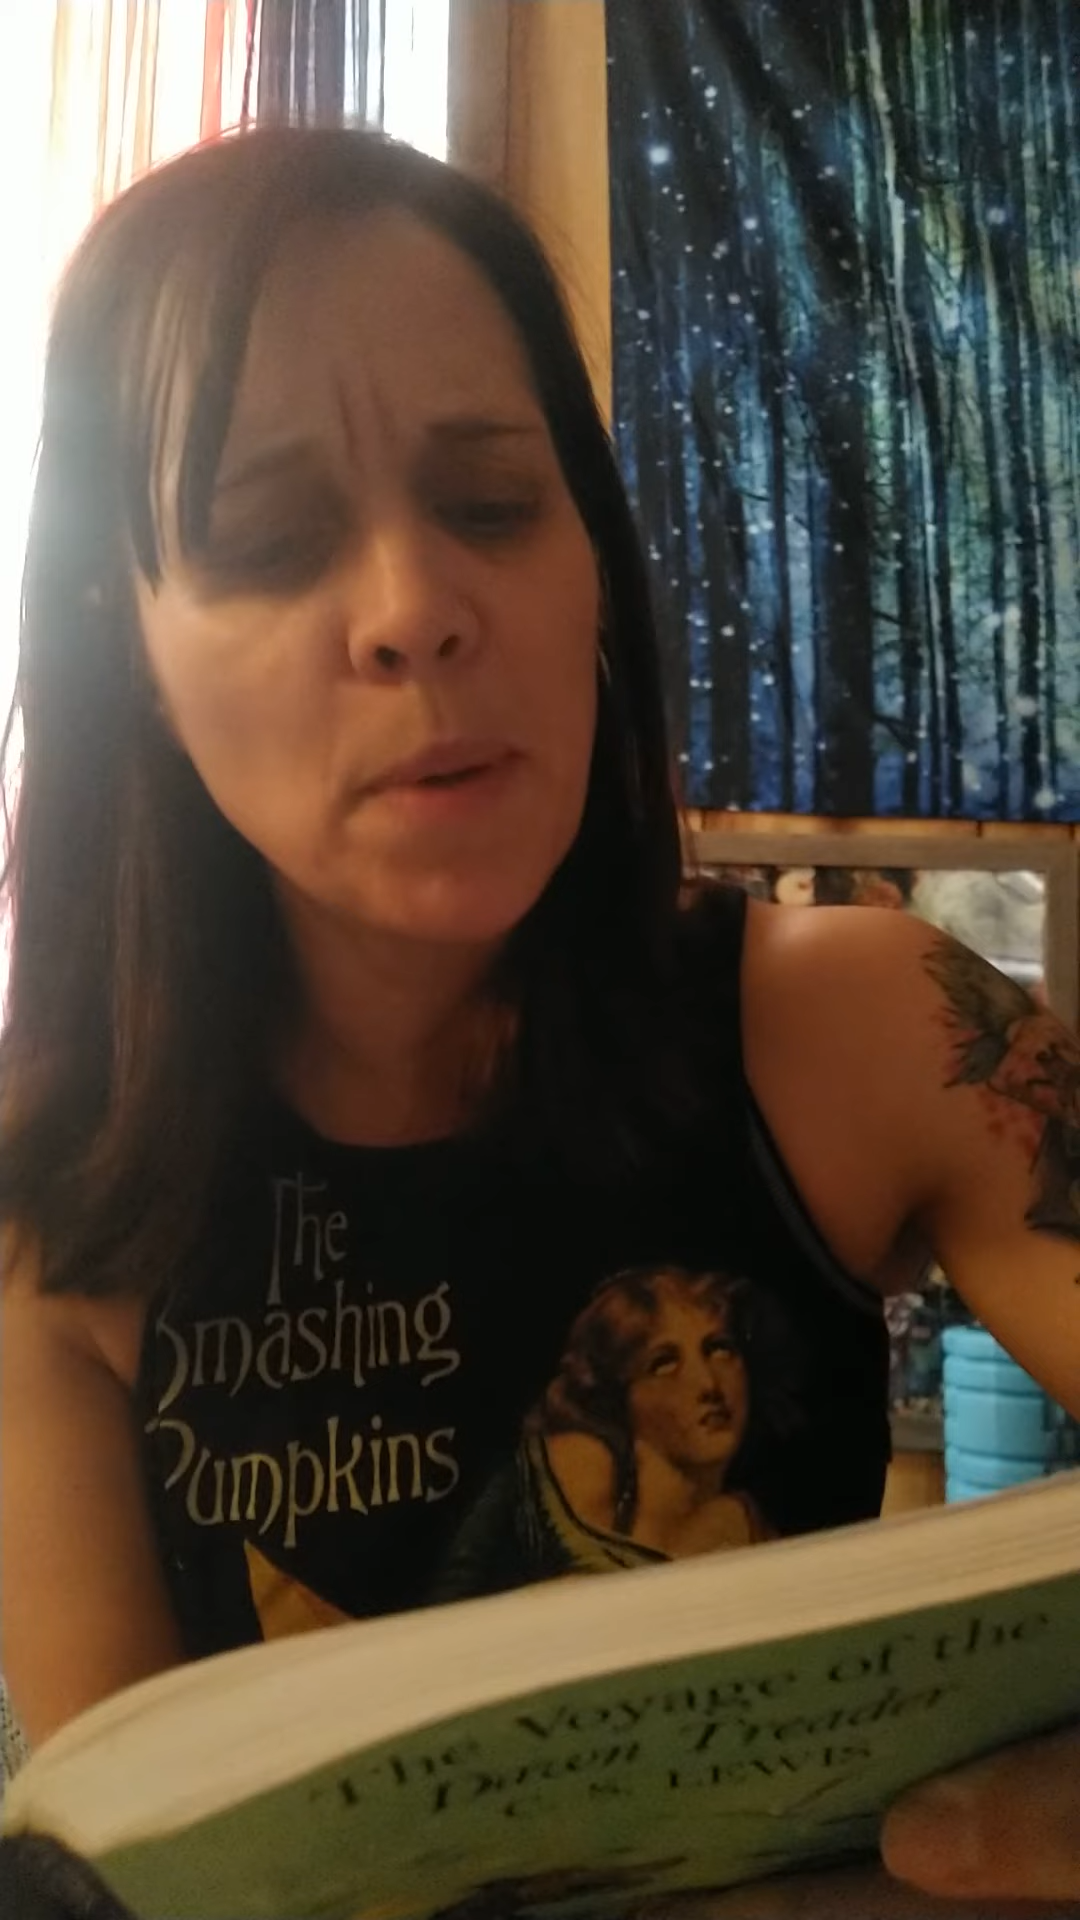 The
Smashing
Pumpkins
The Voyage of the
Dawn Treader
C. S. LEWIS